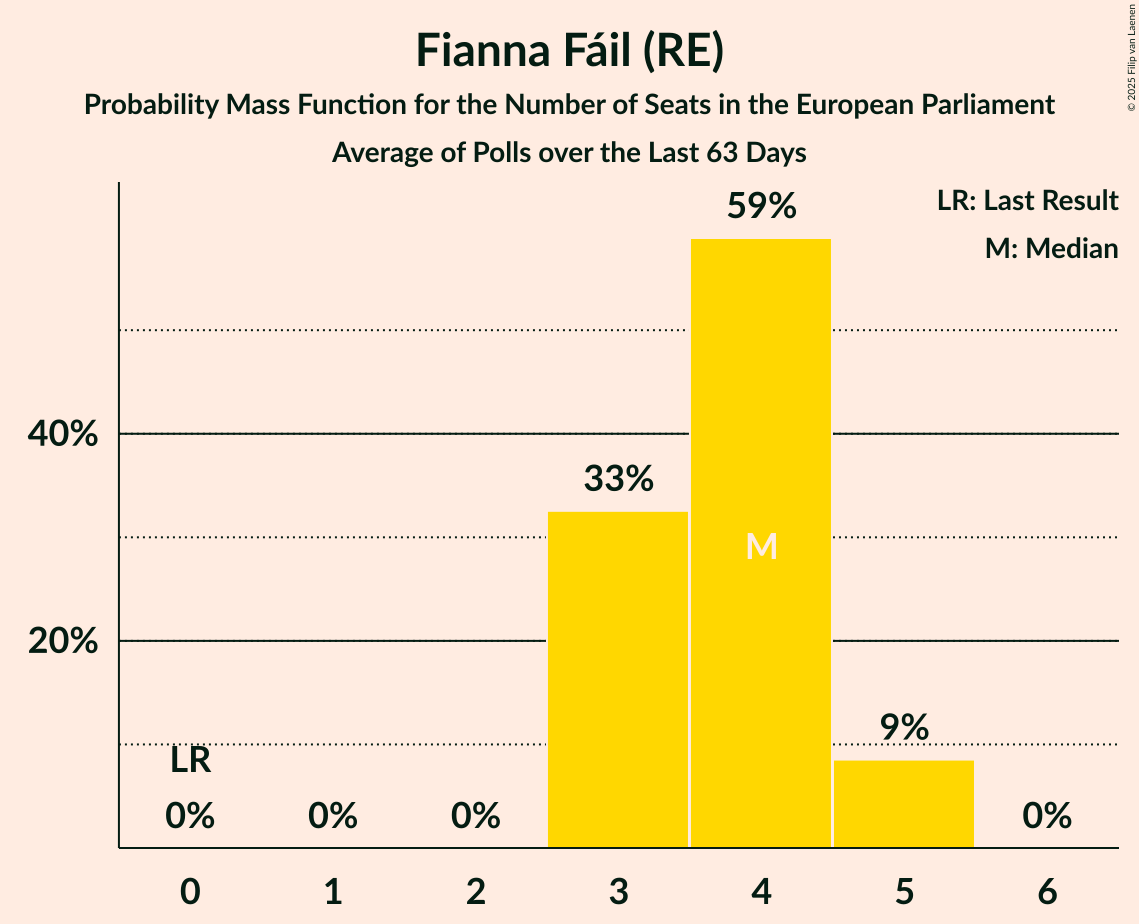 Fianna Fáil (RE)
Probability Mass Function for the Number of Seats in the European Parliament
Average of Polls over the Last 63 Days
© 2025 Filip van Laenen
LR: Last Result
M: Median
59%
40%
33%
M
20%
9%
LR
0%
0%
0%
0%
0
1
2
3
4
5
6